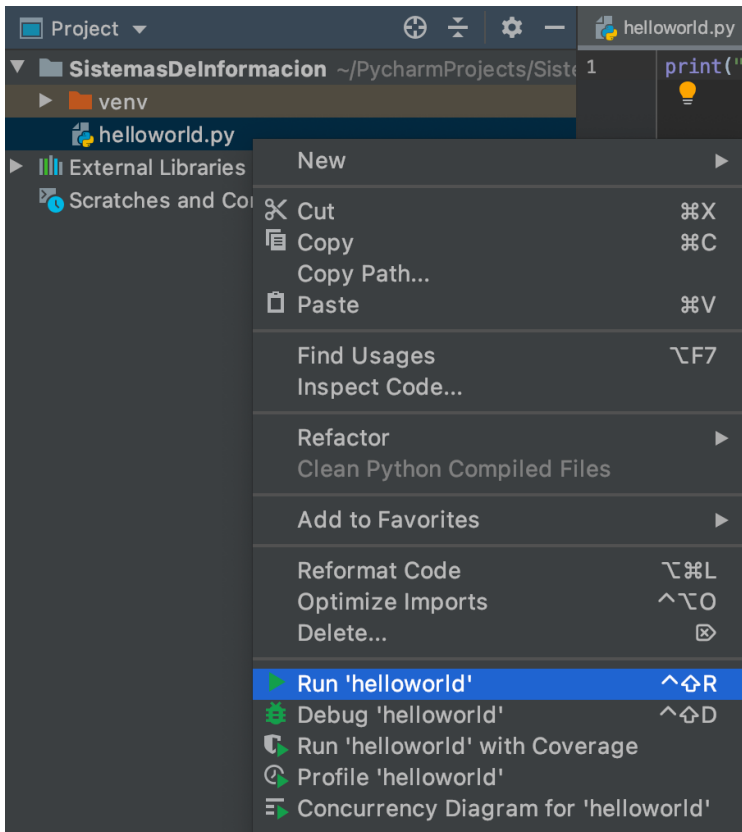 Project
helloworld.py
SistemasDeInformacion ~/PycharmProjects/Siste
1 print("
venv
helloworld.py
External Libraries
Scratches and Co
New
Cut ⌘X
Copy ⌘C
Copy Path...
Paste ⌘V
Find Usages ⌥F7
Inspect Code...
Refactor
Clean Python Compiled Files
Add to Favorites
Reformat Code ⌥⌘L
Optimize Imports ^⌥O
Delete... ⌦
Run 'helloworld' ^⇧R
Debug 'helloworld' ^⇧D
Run 'helloworld' with Coverage
Profile 'helloworld'
Concurrency Diagram for 'helloworld'